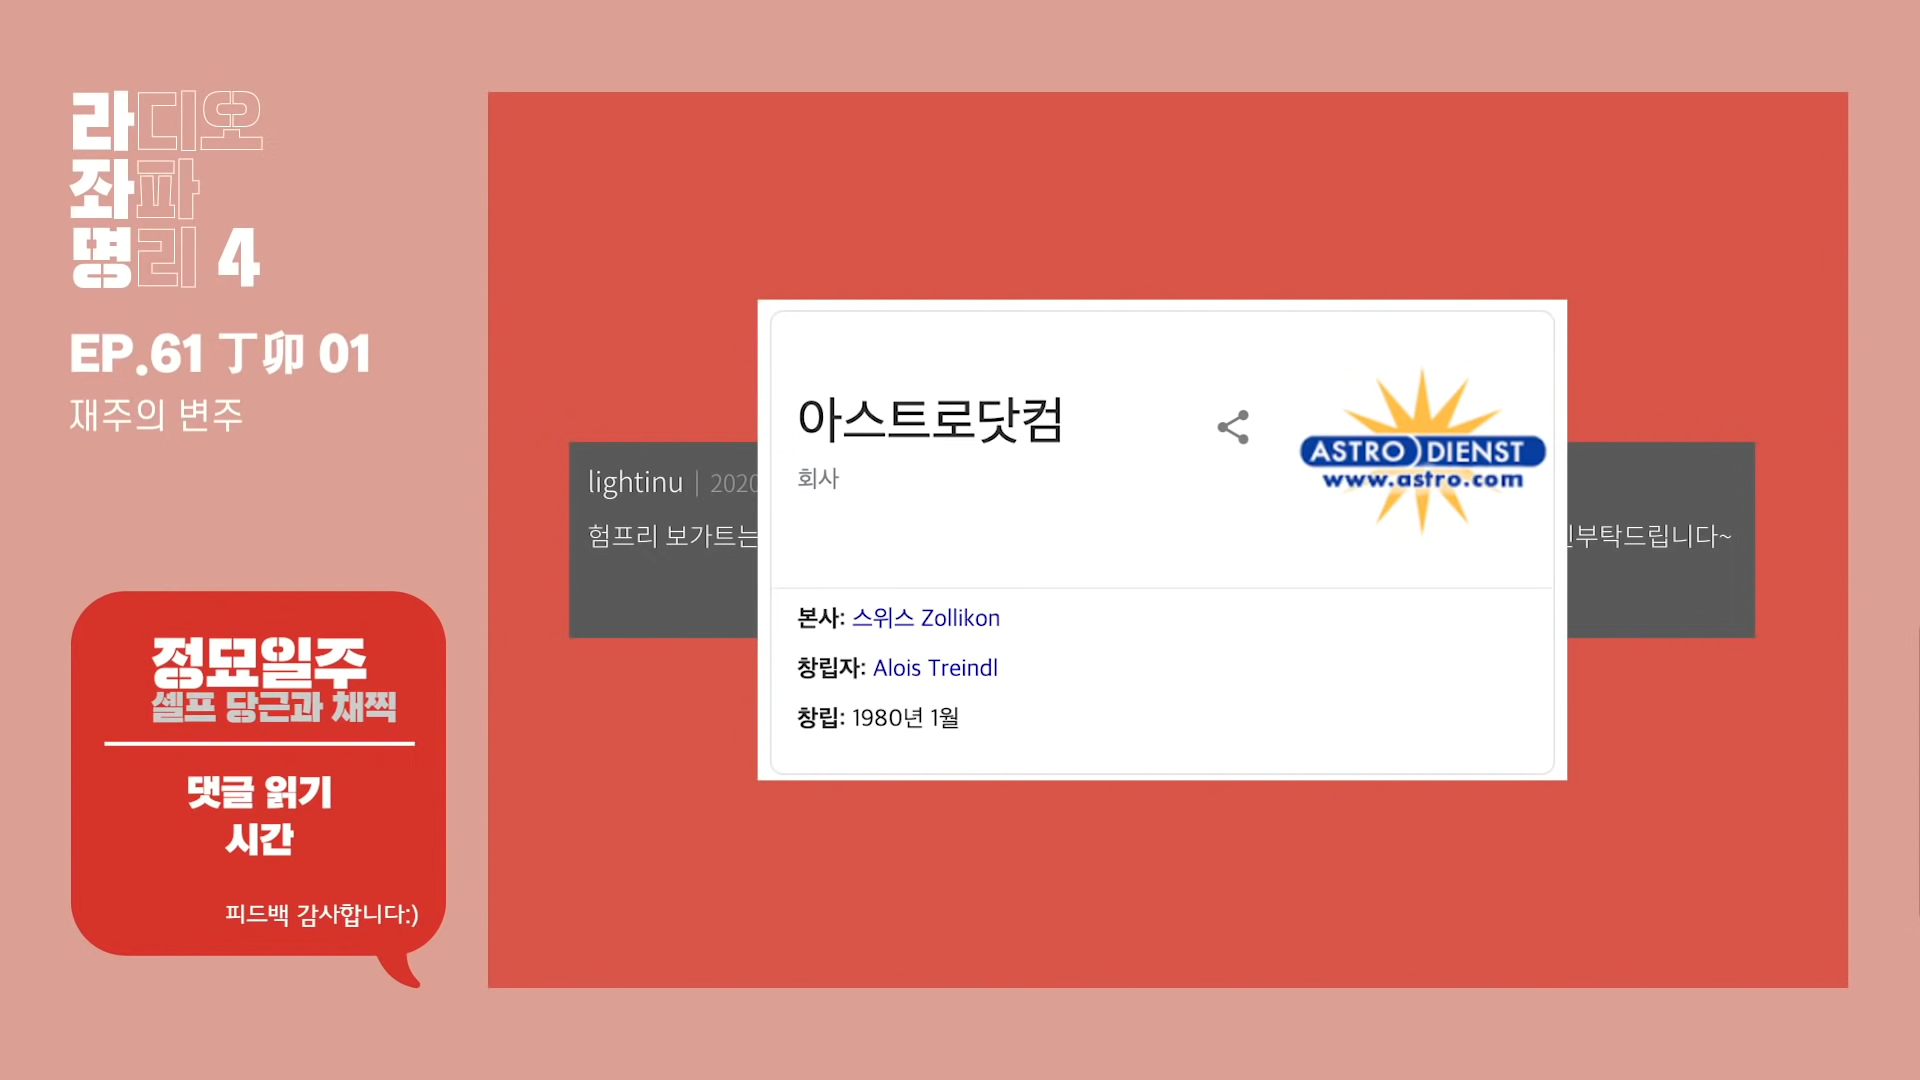 라디오
좌파
명리 4
EP.61 丁卯 01
재주의 변주
정묘일주
셀프 당근과 채찍
댓글 읽기
시간
피드백 감사합니다:)
lightinu | 2020
험프리 보가트는
부탁드립니다~
아스트로닷컴
회사
ASTRO DIENST
www.astro.com
본사: 스위스 Zollikon
창립자: Alois Treindl
창립: 1980년 1월